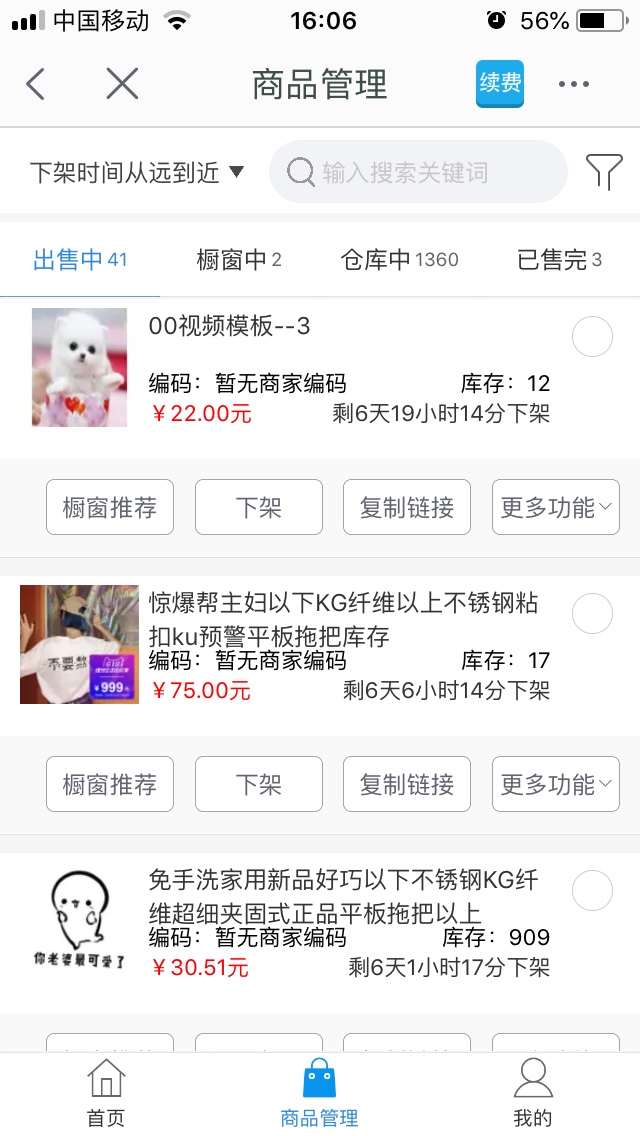 中国移动 16:06 56%
商品管理 续费
下架时间从远到近 输入搜索关键词
出售中 41 橱窗中 2 仓库中 1360 已售完 3
00视频模板--3
编码：暂无商家编码 库存：12
￥22.00元 剩6天19小时14分下架
橱窗推荐 下架 复制链接 更多功能
惊爆帮主妇以下KG纤维以上不锈钢粘
扣ku预警平板拖把库存
不要熬
￥999
编码：暂无商家编码 库存：17
￥75.00元 剩6天6小时14分下架
橱窗推荐 下架 复制链接 更多功能
免手洗家用新品好巧以下不锈钢KG纤
维超细夹固式正品平板拖把以上
你老婆最可爱了
编码：暂无商家编码 库存：909
￥30.51元 剩6天1小时17分下架
首页 商品管理 我的